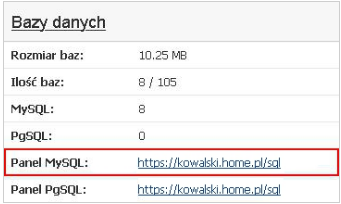 Bazy danych
Rozmiar baz: 10.25 MB
Ilość baz: 8 / 105
MySQL: 8
PgSQL: 0
Panel MySQL: https://kowalski.home.pl/sql
Panel PgSQL: https://kowalski.home.pl/sql